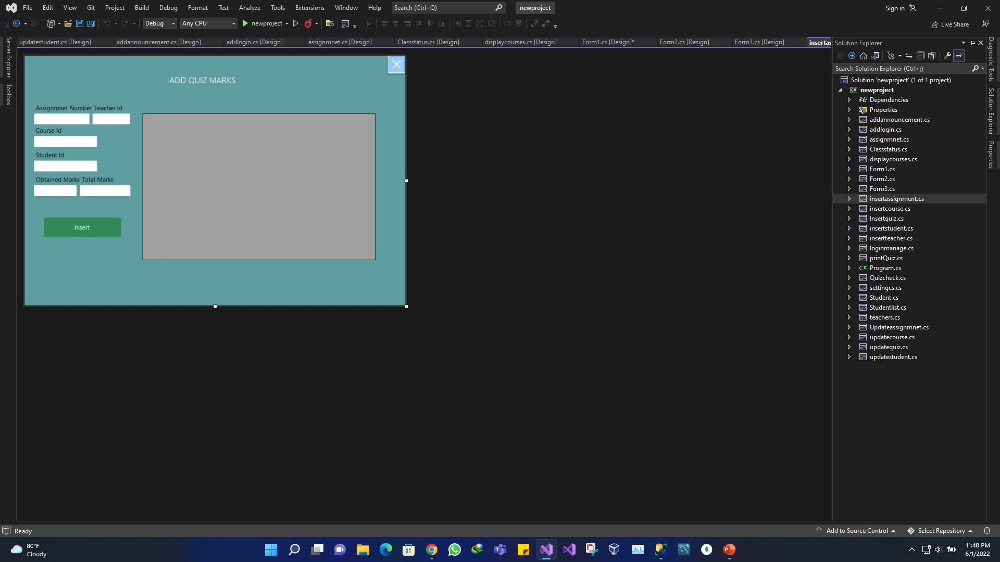 File Edit View Git Project Build Debug Format Test Analyze Tools Extensions Window Help Search (Ctrl+Q) newproject Sign in
Debug Any CPU newproject Live Share
updatestudent.cs [Design] addannouncement.cs [Design] addlogin.cs [Design] assignmnet.cs [Design] Classstatus.cs [Design] displaycourses.cs [Design] Form1.cs [Design]* Form2.cs [Design] Form3.cs [Design] insertas
Server Explorer
Toolbox
ADD QUIZ MARKS
Assignmnet Number Teacher Id
Course Id
Student Id
Obtained Marks Total Marks
Insert
Solution Explorer
Search Solution Explorer (Ctrl+;)
Solution 'newproject' (1 of 1 project)
C# newproject
Dependencies
Properties
addannouncement.cs
addlogin.cs
assignmnet.cs
Classstatus.cs
displaycourses.cs
Form1.cs
Form2.cs
Form3.cs
insertassignment.cs
insertcourse.cs
Insertquiz.cs
insertstudent.cs
insertteacher.cs
loginmanage.cs
printQuiz.cs
C# Program.cs
Quizcheck.cs
settingcs.cs
Student.cs
Studentlist.cs
teachers.cs
Updateassignmnet.cs
updatecourse.cs
updatequiz.cs
updatestudent.cs
Diagnostic Tools
Solution Explorer
Properties
Ready Add to Source Control Select Repository
80°F
Cloudy
11:48 PM
6/1/2022